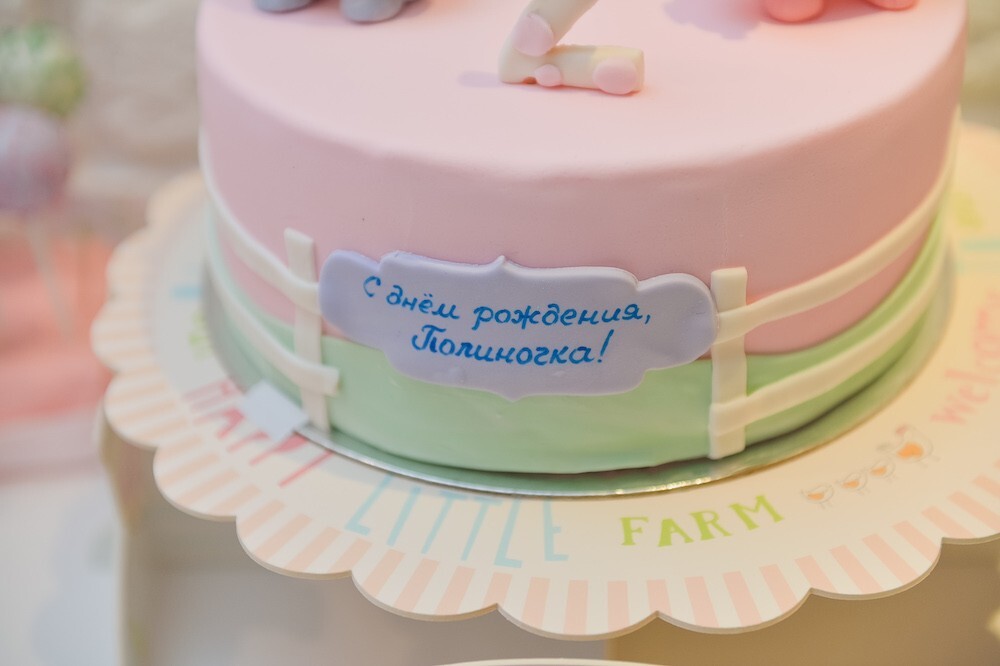 С днём рождения,
Полиночка!
HAPPY LITTLE FARM
welcome